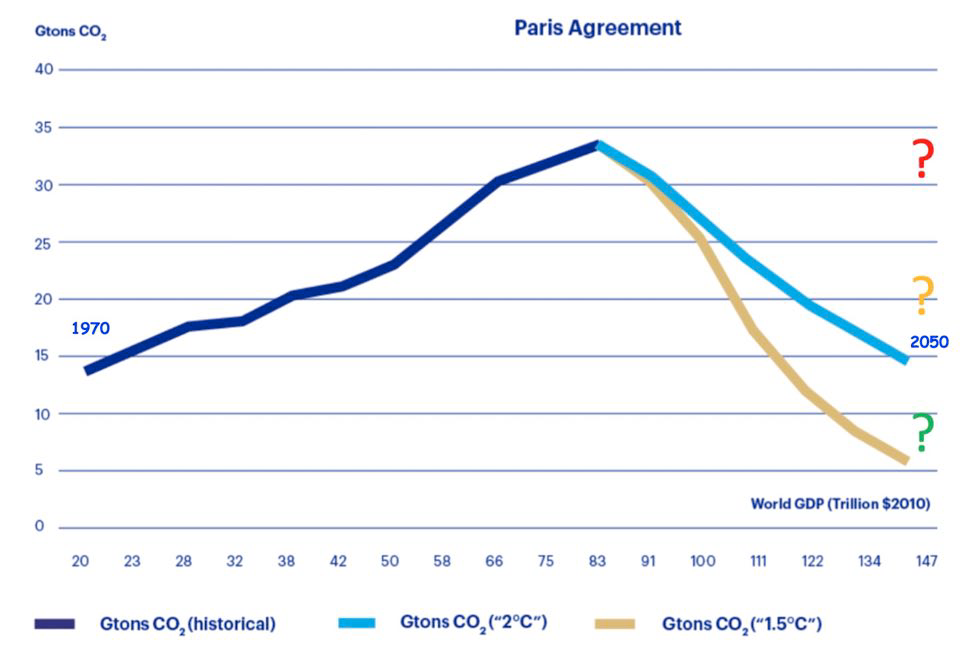 Gtons CO₂
Paris Agreement
40
35
?
30
25
20
?
1970
2050
15
10
?
5
World GDP (Trillion $2010)
0
20 23 28 32 38 42 50 58 66 75 83 91 100 111 122 134 147
Gtons CO₂ (historical)
Gtons CO₂ (“2°C”)
Gtons CO₂ (“1.5°C”)